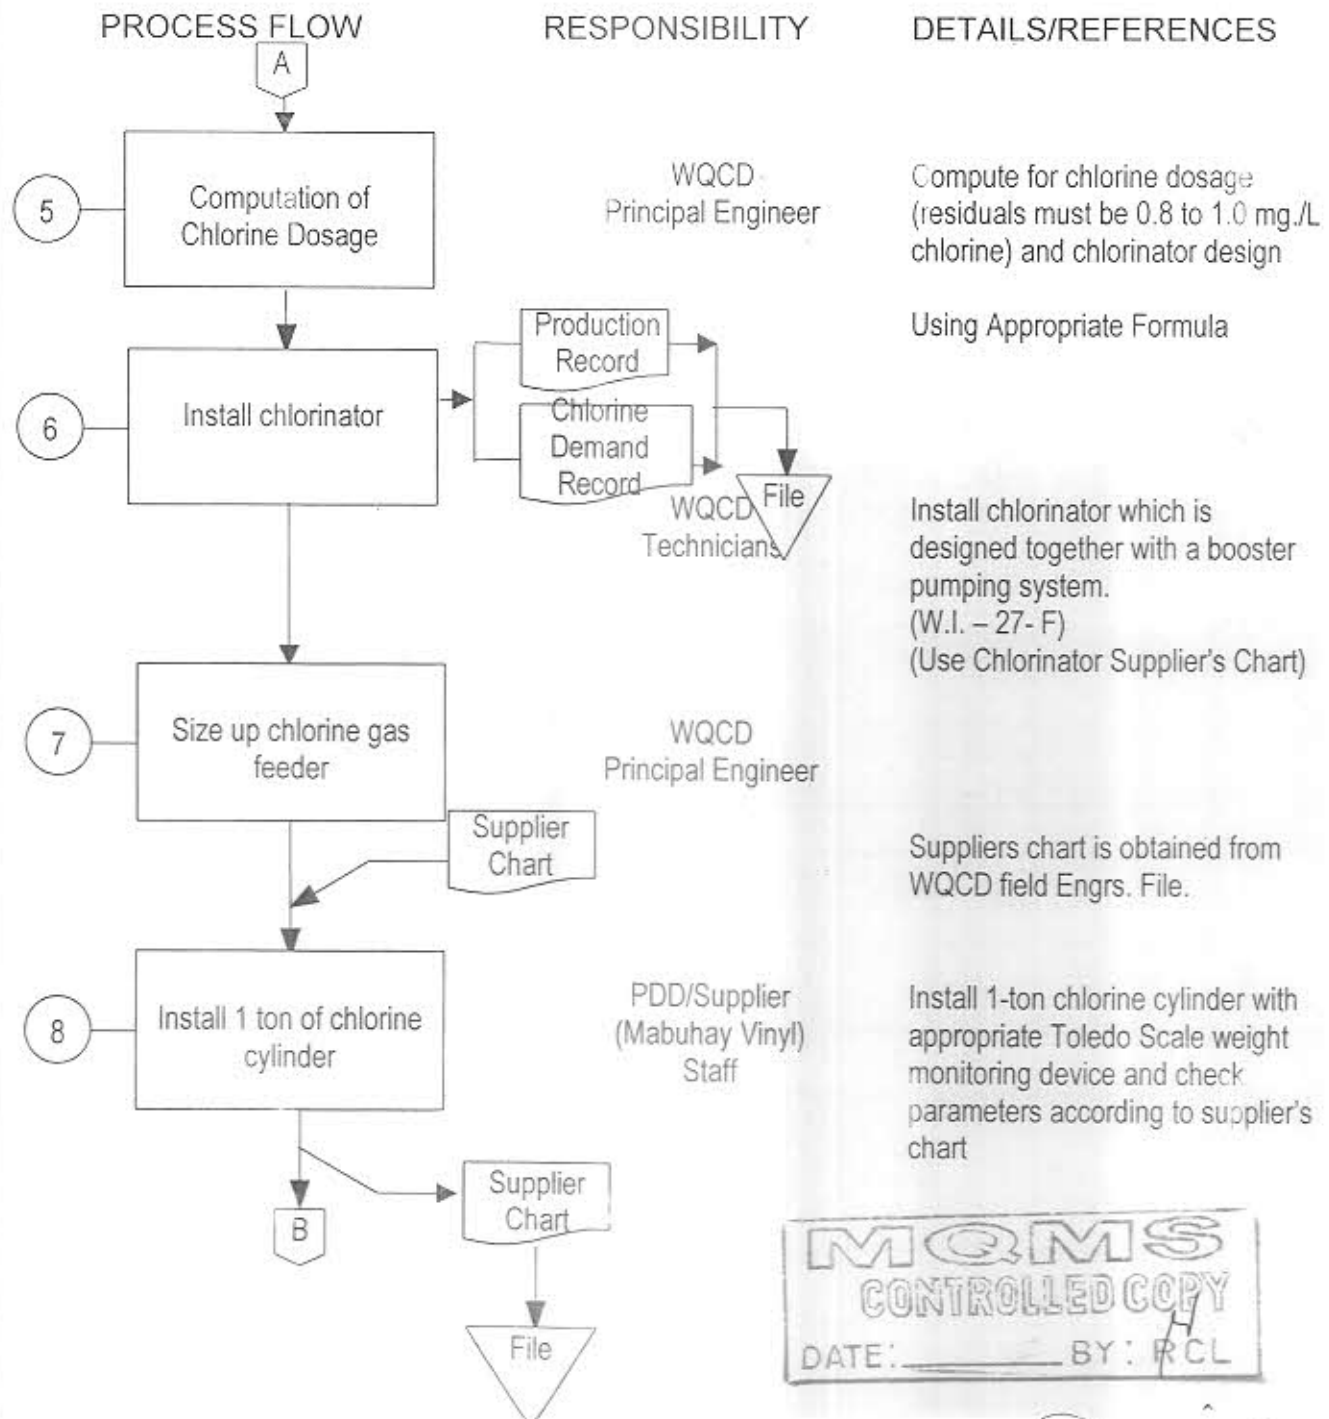 PROCESS FLOW
RESPONSIBILITY
DETAILS/REFERENCES
A
5
Computation of
Chlorine Dosage
WQCD
Principal Engineer
Compute for chlorine dosage
(residuals must be 0.8 to 1.0 mg./L
chlorine) and chlorinator design
Using Appropriate Formula
6
Install chlorinator
Production
Record
Chlorine
Demand
Record
File
WQCD
Technicians
Install chlorinator which is
designed together with a booster
pumping system.
(W.I. – 27- F)
(Use Chlorinator Supplier's Chart)
7
Size up chlorine gas
feeder
WQCD
Principal Engineer
Supplier
Chart
Suppliers chart is obtained from
WQCD field Engrs. File.
8
Install 1 ton of chlorine
cylinder
PDD/Supplier
(Mabuhay Vinyl)
Staff
Install 1-ton chlorine cylinder with
appropriate Toledo Scale weight
monitoring device and check
parameters according to supplier's
chart
B
Supplier
Chart
File
MQMS
CONTROLLED COPY
DATE: BY: RCL